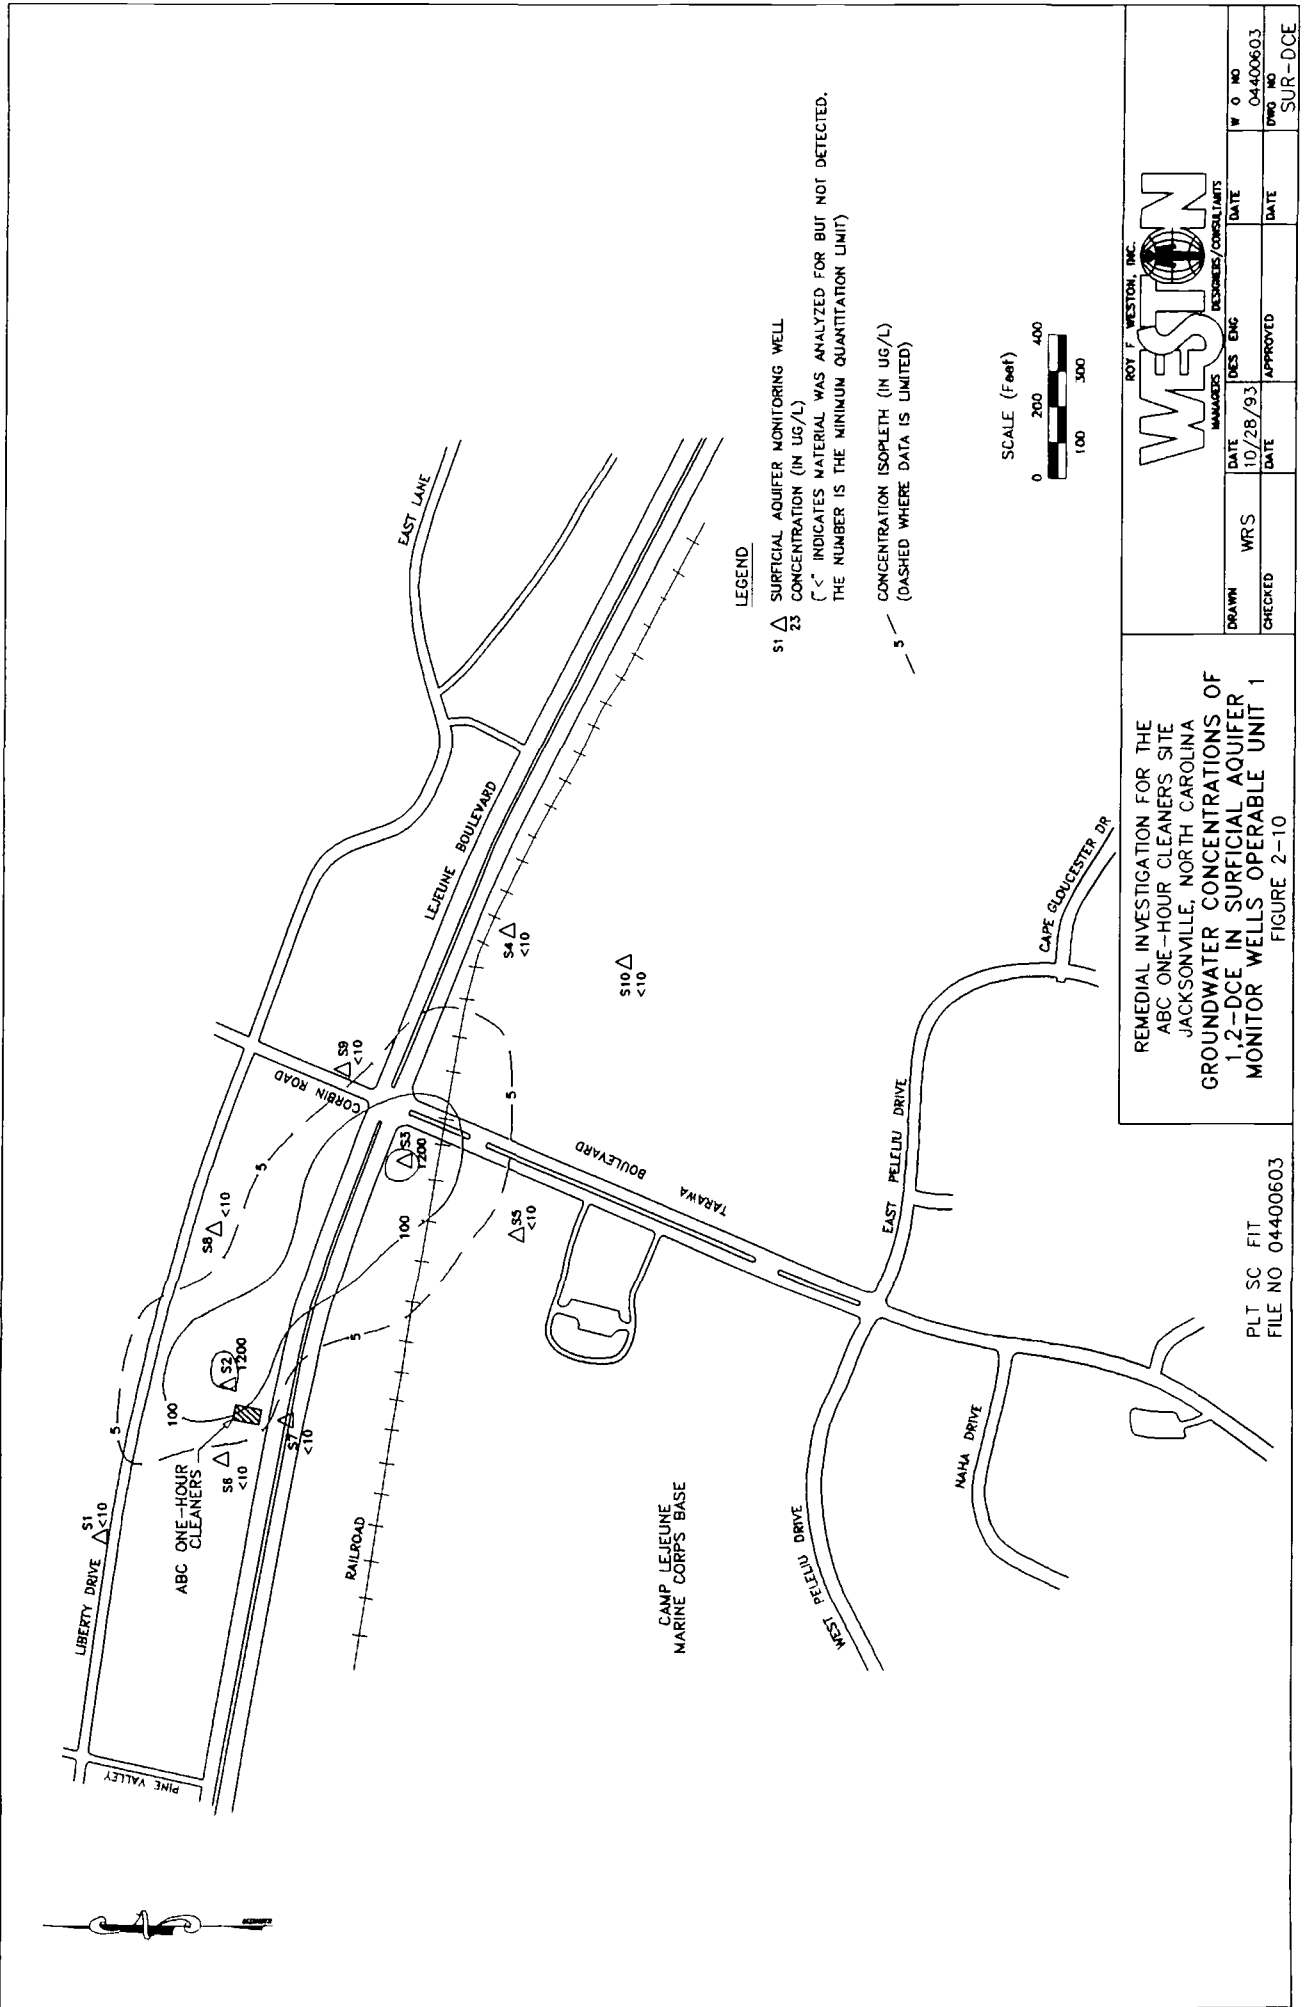 PINE VALLEY
LIBERTY DRIVE
S1
<10
ABC ONE-HOUR
CLEANERS
S6
<10
S7
<10
S2
1200
S8
<10
S9
<10
S3
1200
S5
<10
S4
<10
S10
<10
5
100
5
5
100
5
CORBIN ROAD
LEJEUNE BOULEVARD
EAST LANE
RAILROAD
TARAWA
BOULEVARD
CAMP LEJEUNE
MARINE CORPS BASE
WEST PELELIU DRIVE
EAST PELELIU DRIVE
NAHA DRIVE
CAPE GLOUCESTER DR
LEGEND
S1
23
SURFICIAL AQUIFER MONITORING WELL
CONCENTRATION (IN UG/L)
("<" INDICATES MATERIAL WAS ANALYZED FOR BUT NOT DETECTED.
THE NUMBER IS THE MINIMUM QUANTITATION LIMIT)
5
CONCENTRATION ISOPLETH (IN UG/L)
(DASHED WHERE DATA IS LIMITED)
SCALE (Feet)
0 200 400
100 300
PLT SC FIT
FILE NO 04400603
REMEDIAL INVESTIGATION FOR THE
ABC ONE-HOUR CLEANERS SITE
JACKSONVILLE, NORTH CAROLINA
GROUNDWATER CONCENTRATIONS OF
1,2-DCE IN SURFICIAL AQUIFER
MONITOR WELLS OPERABLE UNIT 1
FIGURE 2-10
ROY F WESTON, INC.
WESTON
MANAGERS DESIGNERS/CONSULTANTS
DRAWN WRS DATE 10/28/93 DES ENG DATE W O NO 04400603
CHECKED DATE APPROVED DATE DWG NO SUR-DCE